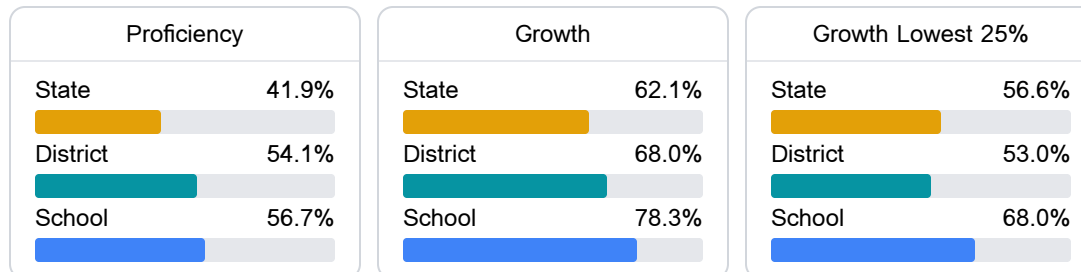 Proficiency
State 41.9%
District 54.1%
School 56.7%
Growth
State 62.1%
District 68.0%
School 78.3%
Growth Lowest 25%
State 56.6%
District 53.0%
School 68.0%